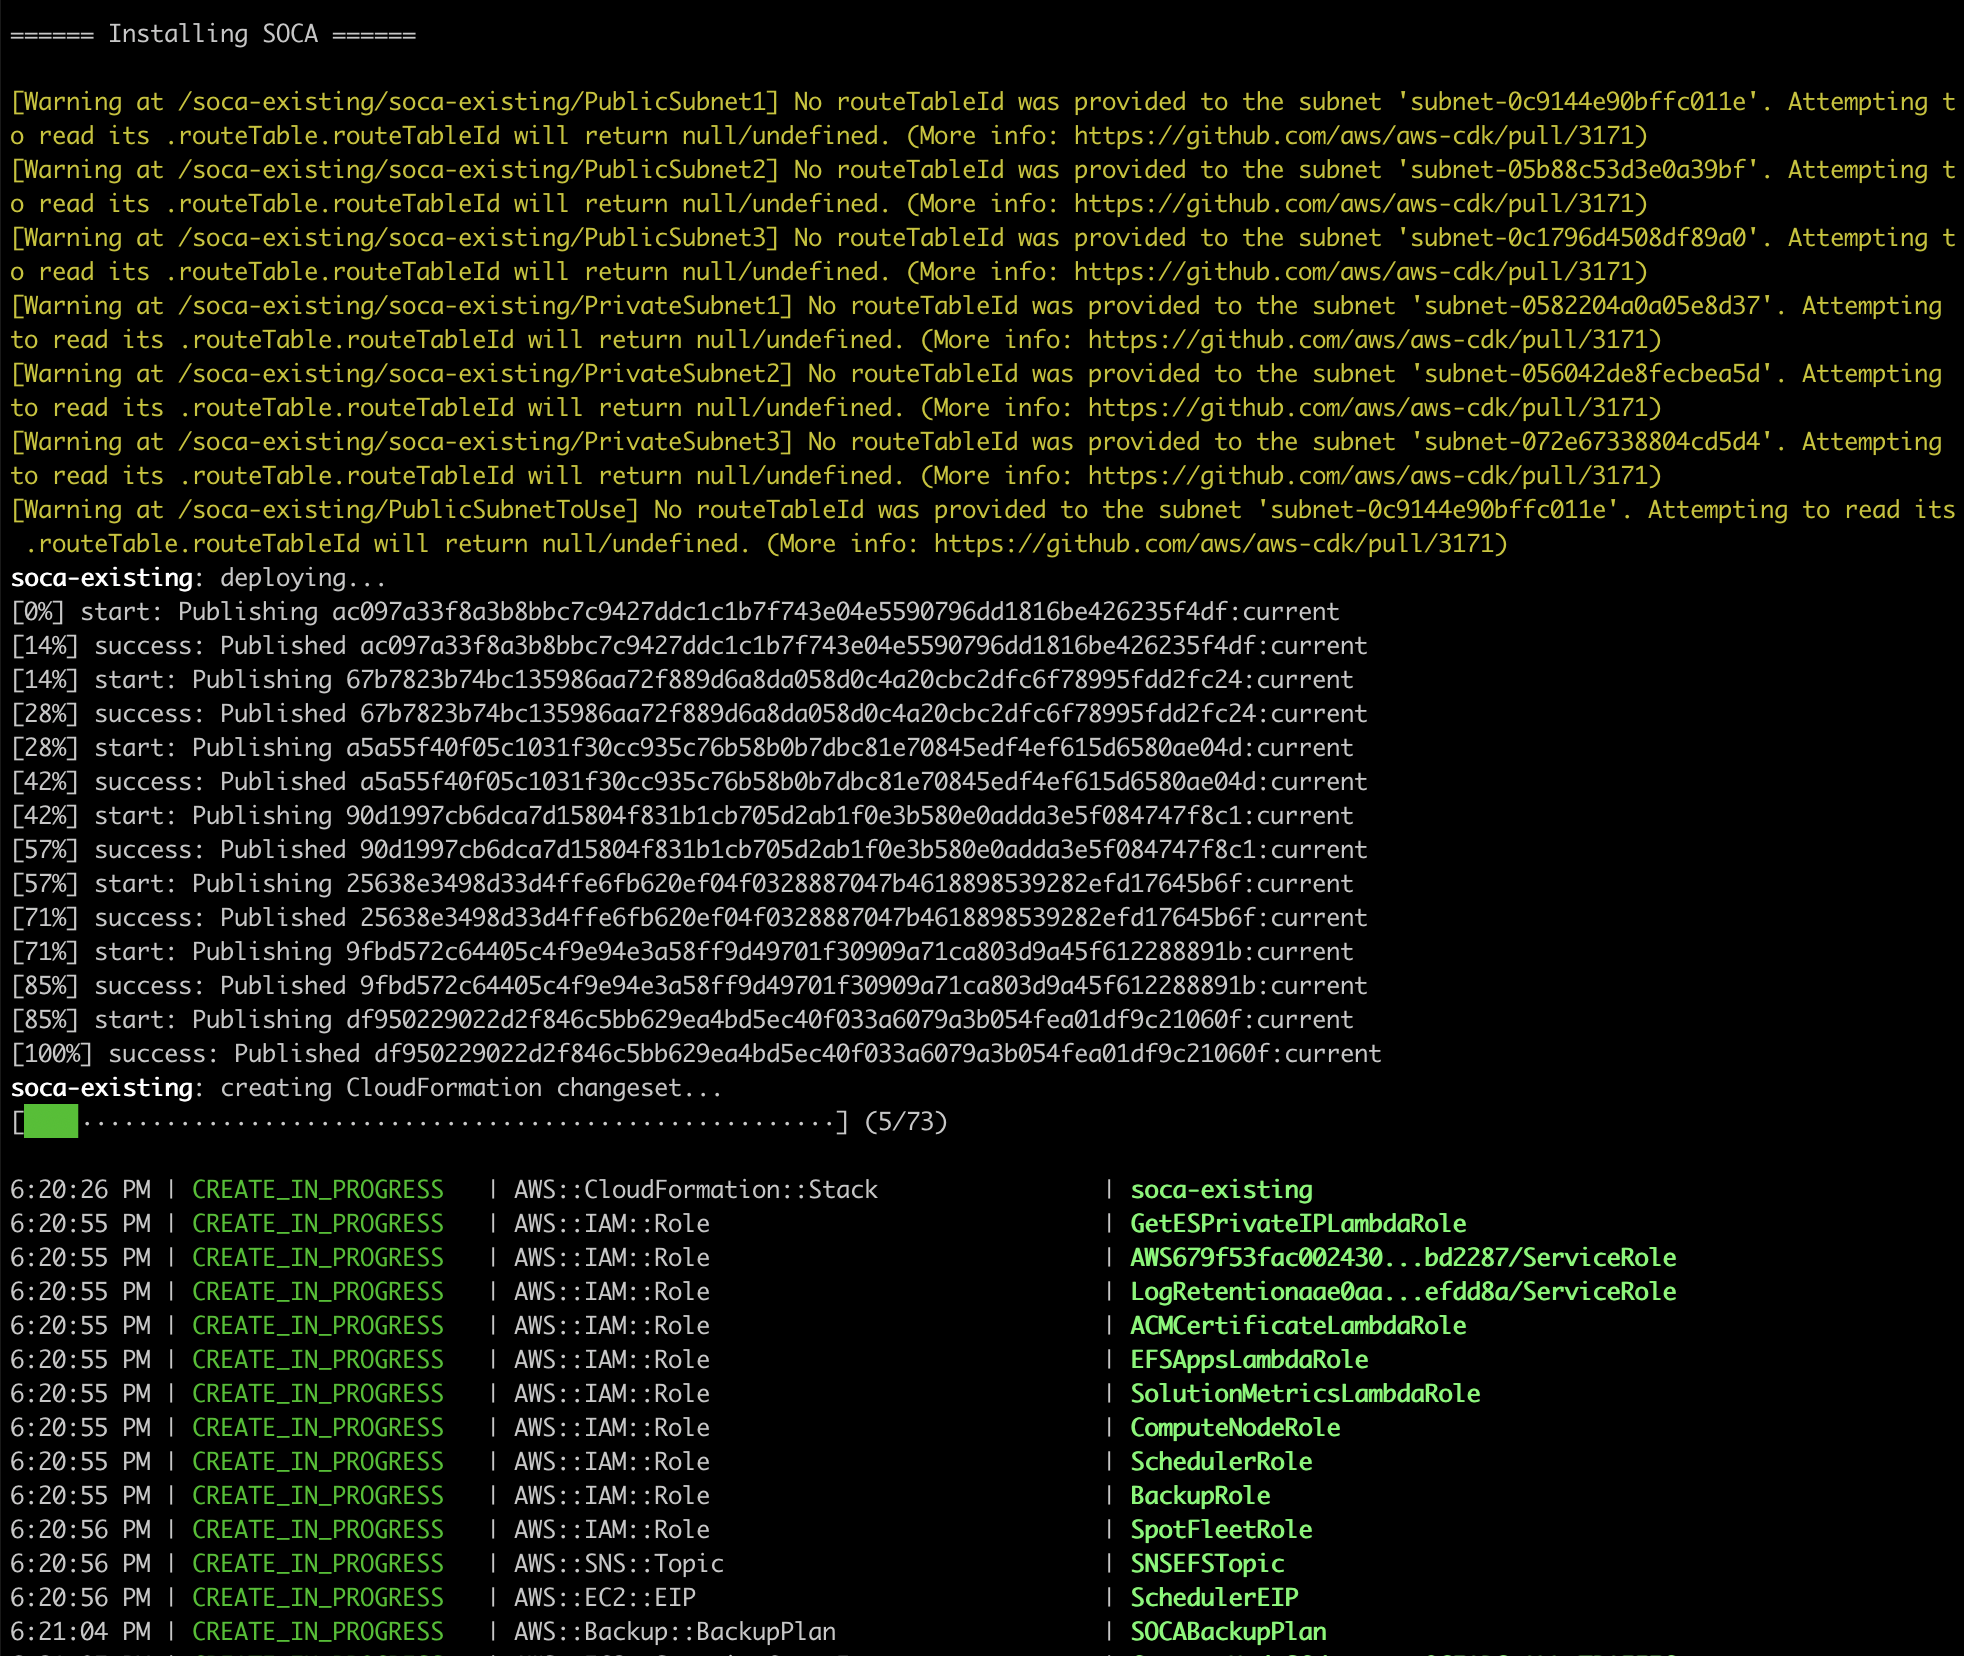 ====== Installing SOCA ======
[Warning at /soca-existing/soca-existing/PublicSubnet1] No routeTableId was provided to the subnet 'subnet-0c9144e90bffc011e'. Attempting t
o read its .routeTable.routeTableId will return null/undefined. (More info: https://github.com/aws/aws-cdk/pull/3171)
[Warning at /soca-existing/soca-existing/PublicSubnet2] No routeTableId was provided to the subnet 'subnet-05b88c53d3e0a39bf'. Attempting t
o read its .routeTable.routeTableId will return null/undefined. (More info: https://github.com/aws/aws-cdk/pull/3171)
[Warning at /soca-existing/soca-existing/PublicSubnet3] No routeTableId was provided to the subnet 'subnet-0c1796d4508df89a0'. Attempting t
o read its .routeTable.routeTableId will return null/undefined. (More info: https://github.com/aws/aws-cdk/pull/3171)
[Warning at /soca-existing/soca-existing/PrivateSubnet1] No routeTableId was provided to the subnet 'subnet-0582204a0a05e8d37'. Attempting
to read its .routeTable.routeTableId will return null/undefined. (More info: https://github.com/aws/aws-cdk/pull/3171)
[Warning at /soca-existing/soca-existing/PrivateSubnet2] No routeTableId was provided to the subnet 'subnet-056042de8fecbea5d'. Attempting
to read its .routeTable.routeTableId will return null/undefined. (More info: https://github.com/aws/aws-cdk/pull/3171)
[Warning at /soca-existing/soca-existing/PrivateSubnet3] No routeTableId was provided to the subnet 'subnet-072e67338804cd5d4'. Attempting
to read its .routeTable.routeTableId will return null/undefined. (More info: https://github.com/aws/aws-cdk/pull/3171)
[Warning at /soca-existing/PublicSubnetToUse] No routeTableId was provided to the subnet 'subnet-0c9144e90bffc011e'. Attempting to read its
 .routeTable.routeTableId will return null/undefined. (More info: https://github.com/aws/aws-cdk/pull/3171)
soca-existing: deploying...
[0%] start: Publishing ac097a33f8a3b8bbc7c9427ddc1c1b7f743e04e5590796dd1816be426235f4df:current
[14%] success: Published ac097a33f8a3b8bbc7c9427ddc1c1b7f743e04e5590796dd1816be426235f4df:current
[14%] start: Publishing 67b7823b74bc135986aa72f889d6a8da058d0c4a20cbc2dfc6f78995fdd2fc24:current
[28%] success: Published 67b7823b74bc135986aa72f889d6a8da058d0c4a20cbc2dfc6f78995fdd2fc24:current
[28%] start: Publishing a5a55f40f05c1031f30cc935c76b58b0b7dbc81e70845edf4ef615d6580ae04d:current
[42%] success: Published a5a55f40f05c1031f30cc935c76b58b0b7dbc81e70845edf4ef615d6580ae04d:current
[42%] start: Publishing 90d1997cb6dca7d15804f831b1cb705d2ab1f0e3b580e0adda3e5f084747f8c1:current
[57%] success: Published 90d1997cb6dca7d15804f831b1cb705d2ab1f0e3b580e0adda3e5f084747f8c1:current
[57%] start: Publishing 25638e3498d33d4ffe6fb620ef04f0328887047b4618898539282efd17645b6f:current
[71%] success: Published 25638e3498d33d4ffe6fb620ef04f0328887047b4618898539282efd17645b6f:current
[71%] start: Publishing 9fbd572c64405c4f9e94e3a58ff9d49701f30909a71ca803d9a45f612288891b:current
[85%] success: Published 9fbd572c64405c4f9e94e3a58ff9d49701f30909a71ca803d9a45f612288891b:current
[85%] start: Publishing df950229022d2f846c5bb629ea4bd5ec40f033a6079a3b054fea01df9c21060f:current
[100%] success: Published df950229022d2f846c5bb629ea4bd5ec40f033a6079a3b054fea01df9c21060f:current
soca-existing: creating CloudFormation changeset...
[████······················································] (5/73)
6:20:26 PM | CREATE_IN_PROGRESS   | AWS::CloudFormation::Stack                | soca-existing
6:20:55 PM | CREATE_IN_PROGRESS   | AWS::IAM::Role                            | GetESPrivateIPLambdaRole
6:20:55 PM | CREATE_IN_PROGRESS   | AWS::IAM::Role                            | AWS679f53fac002430...bd2287/ServiceRole
6:20:55 PM | CREATE_IN_PROGRESS   | AWS::IAM::Role                            | LogRetentionaae0aa...efdd8a/ServiceRole
6:20:55 PM | CREATE_IN_PROGRESS   | AWS::IAM::Role                            | ACMCertificateLambdaRole
6:20:55 PM | CREATE_IN_PROGRESS   | AWS::IAM::Role                            | EFSAppsLambdaRole
6:20:55 PM | CREATE_IN_PROGRESS   | AWS::IAM::Role                            | SolutionMetricsLambdaRole
6:20:55 PM | CREATE_IN_PROGRESS   | AWS::IAM::Role                            | ComputeNodeRole
6:20:55 PM | CREATE_IN_PROGRESS   | AWS::IAM::Role                            | SchedulerRole
6:20:55 PM | CREATE_IN_PROGRESS   | AWS::IAM::Role                            | BackupRole
6:20:56 PM | CREATE_IN_PROGRESS   | AWS::IAM::Role                            | SpotFleetRole
6:20:56 PM | CREATE_IN_PROGRESS   | AWS::SNS::Topic                           | SNSEFSTopic
6:20:56 PM | CREATE_IN_PROGRESS   | AWS::EC2::EIP                             | SchedulerEIP
6:21:04 PM | CREATE_IN_PROGRESS   | AWS::Backup::BackupPlan                   | SOCABackupPlan